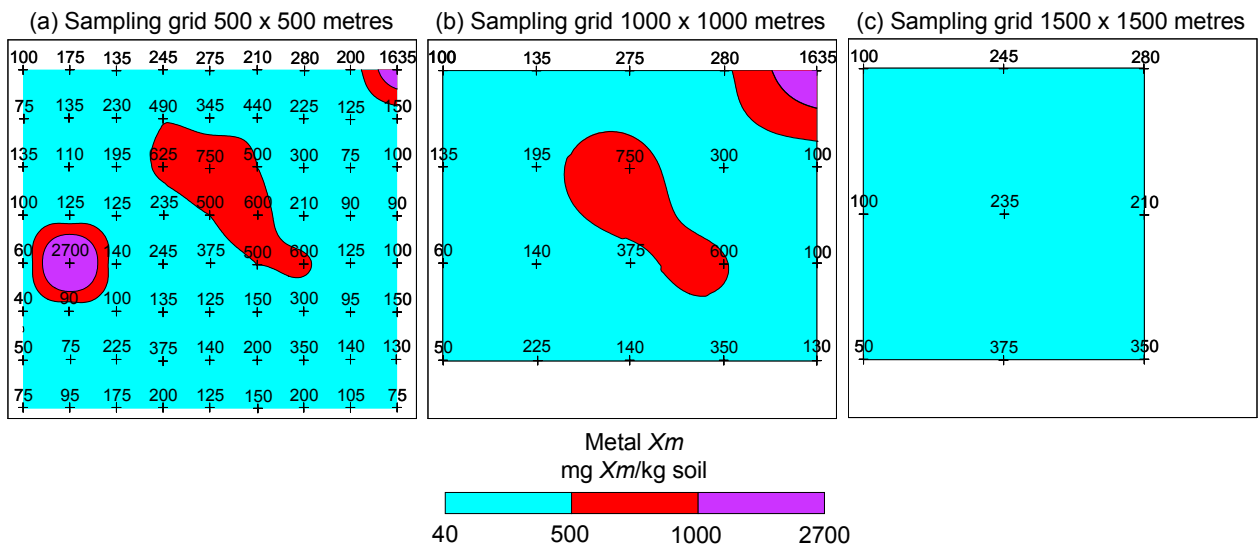 (a) Sampling grid 500 x 500 metres
100 175 135 245 275 210 280 200 1635
75 135 230 490 345 440 225 125 150
135 110 195 625 750 500 300 75 100
100 125 125 235 500 600 210 90 90
60 2700 140 245 375 500 600 125 100
40 90 100 135 125 150 300 95 150
50 75 225 375 140 200 350 140 130
75 95 175 200 125 150 200 105 75
(b) Sampling grid 1000 x 1000 metres
100 135 275 280 1635
135 195 750 300 100
60 140 375 600 100
50 225 140 350 130
(c) Sampling grid 1500 x 1500 metres
100 245 280
100 235 210
50 375 350
Metal Xm
mg Xm/kg soil
40 500 1000 2700